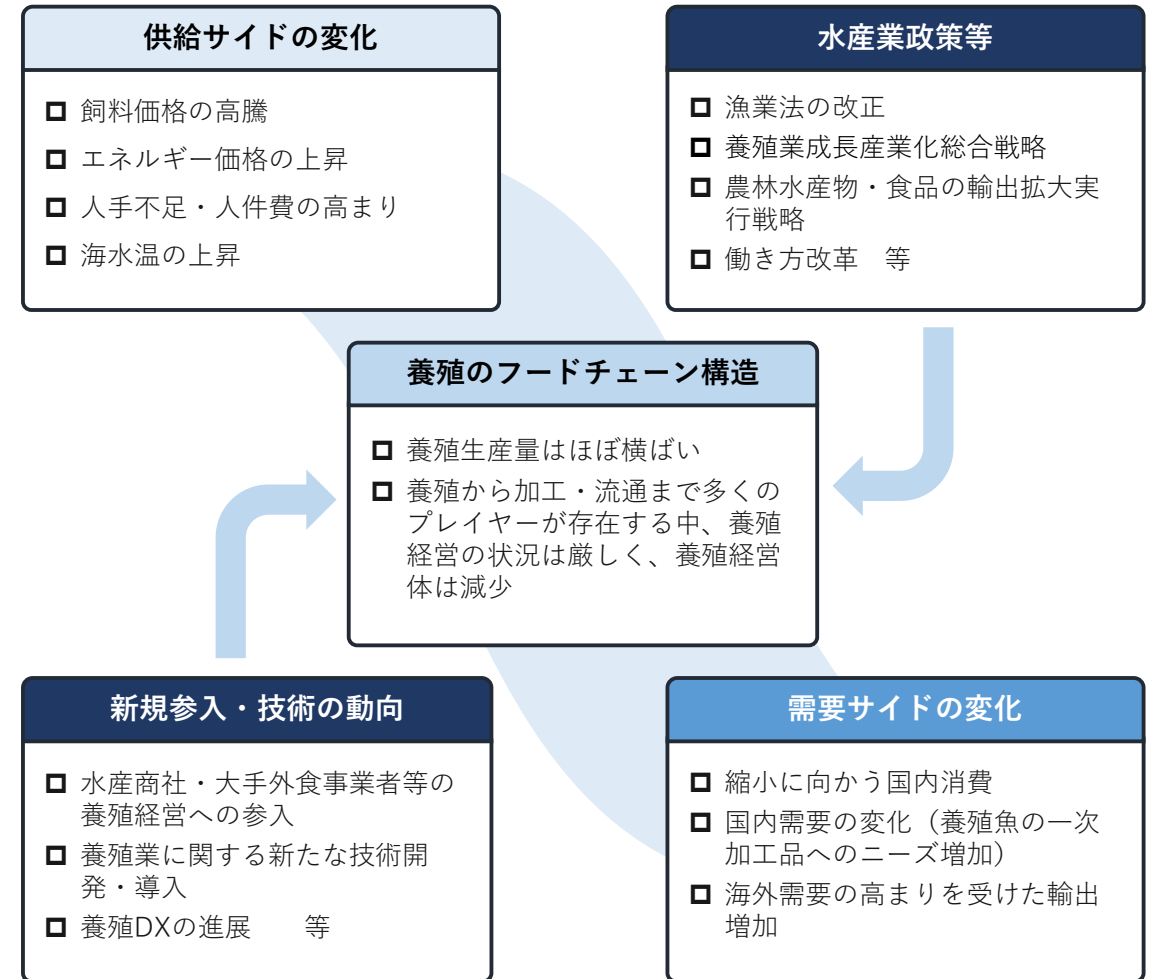 供給サイドの変化
飼料価格の高騰
エネルギー価格の上昇
人手不足・人件費の高まり
海水温の上昇
水産業政策等
漁業法の改正
養殖業成長産業化総合戦略
農林水産物・食品の輸出拡大実
行戦略
働き方改革　等
養殖のフードチェーン構造
養殖生産量はほぼ横ばい
養殖から加工・流通まで多くの
プレイヤーが存在する中、養殖
経営の状況は厳しく、養殖経営
体は減少
新規参入・技術の動向
水産商社・大手外食事業者等の
養殖経営への参入
養殖業に関する新たな技術開
発・導入
養殖DXの進展　　等
需要サイドの変化
縮小に向かう国内消費
国内需要の変化（養殖魚の一次
加工品へのニーズ増加）
海外需要の高まりを受けた輸出
増加